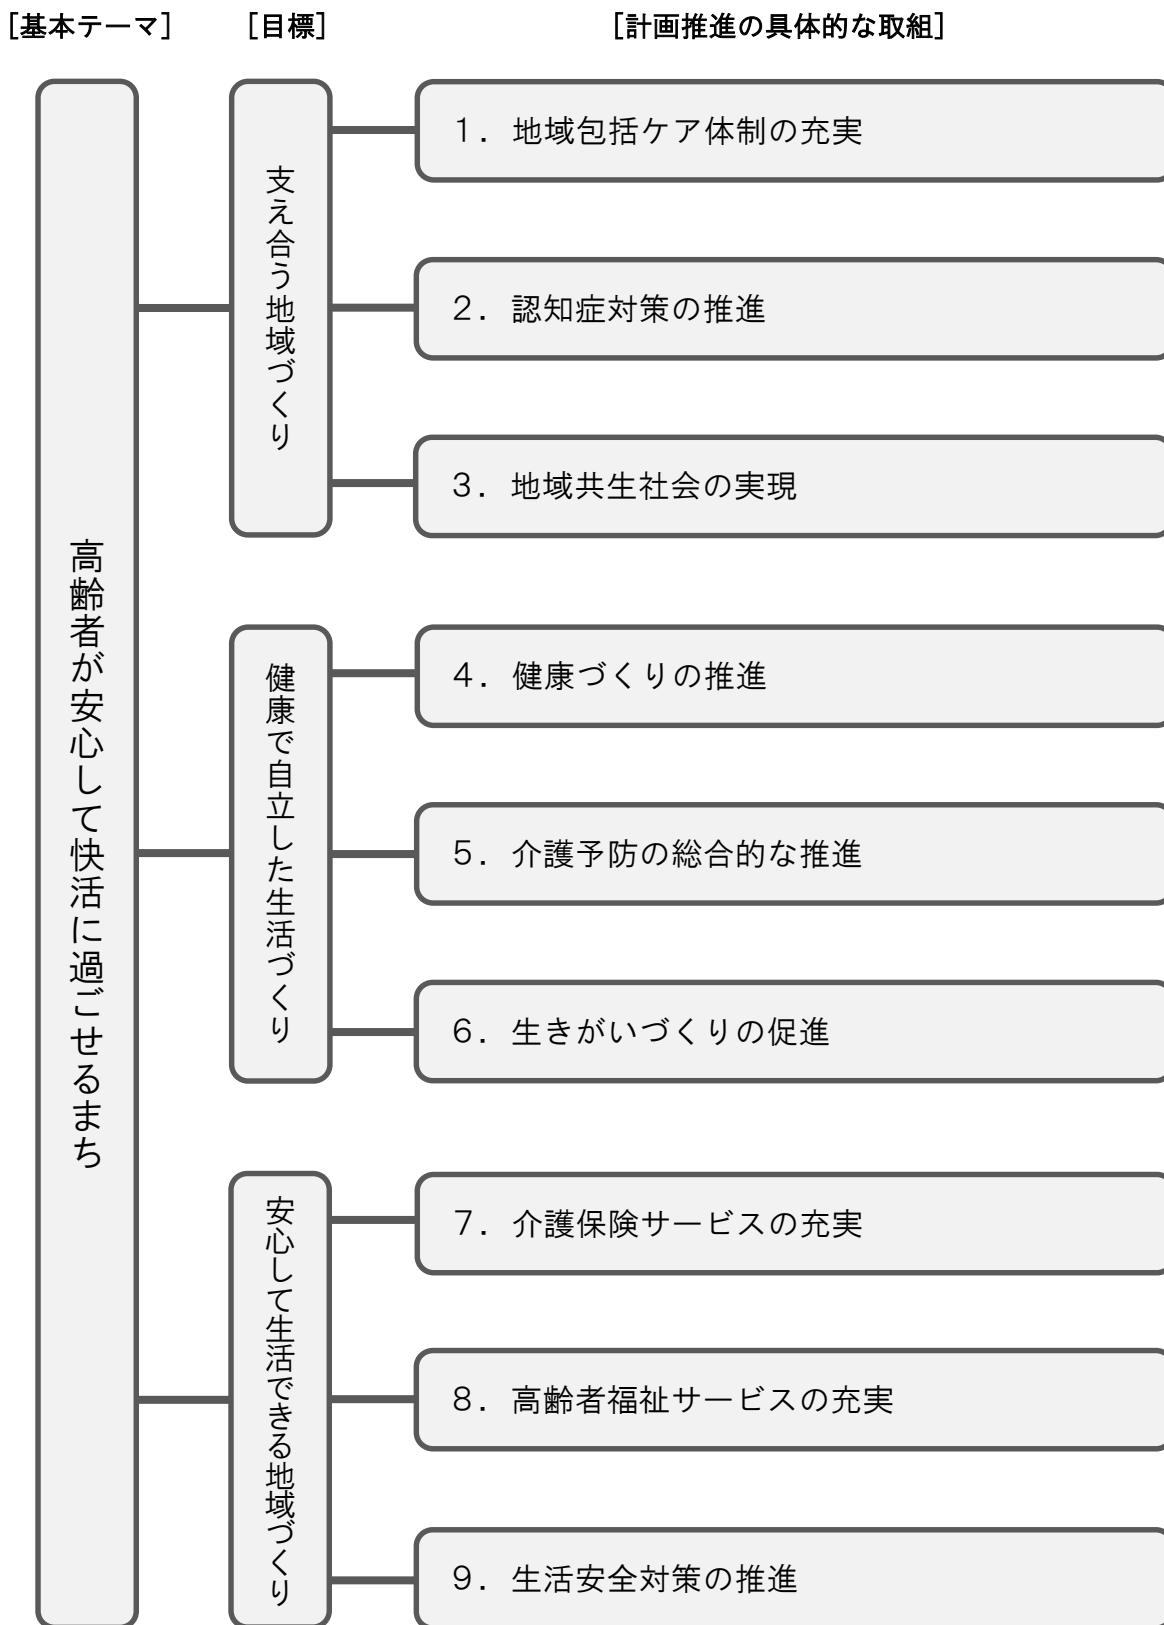 ［基本テーマ］
［目標］
［計画推進の具体的な取組］
高齢者が安心して快活に過ごせるまち
支え合う地域づくり
１．地域包括ケア体制の充実
２．認知症対策の推進
３．地域共生社会の実現
健康で自立した生活づくり
４．健康づくりの推進
５．介護予防の総合的な推進
６．生きがいづくりの促進
安心して生活できる地域づくり
７．介護保険サービスの充実
８．高齢者福祉サービスの充実
９．生活安全対策の推進